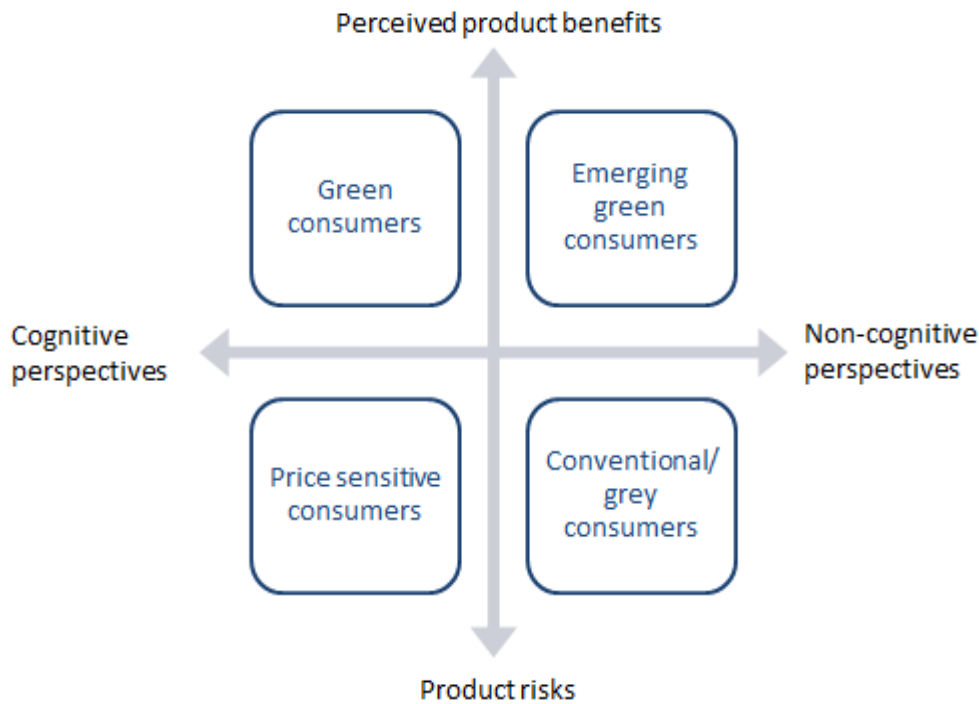 Perceived product benefits
Green
consumers
Emerging
green
consumers
Cognitive
perspectives
Non-cognitive
perspectives
Price sensitive
consumers
Conventional/
grey
consumers
Product risks